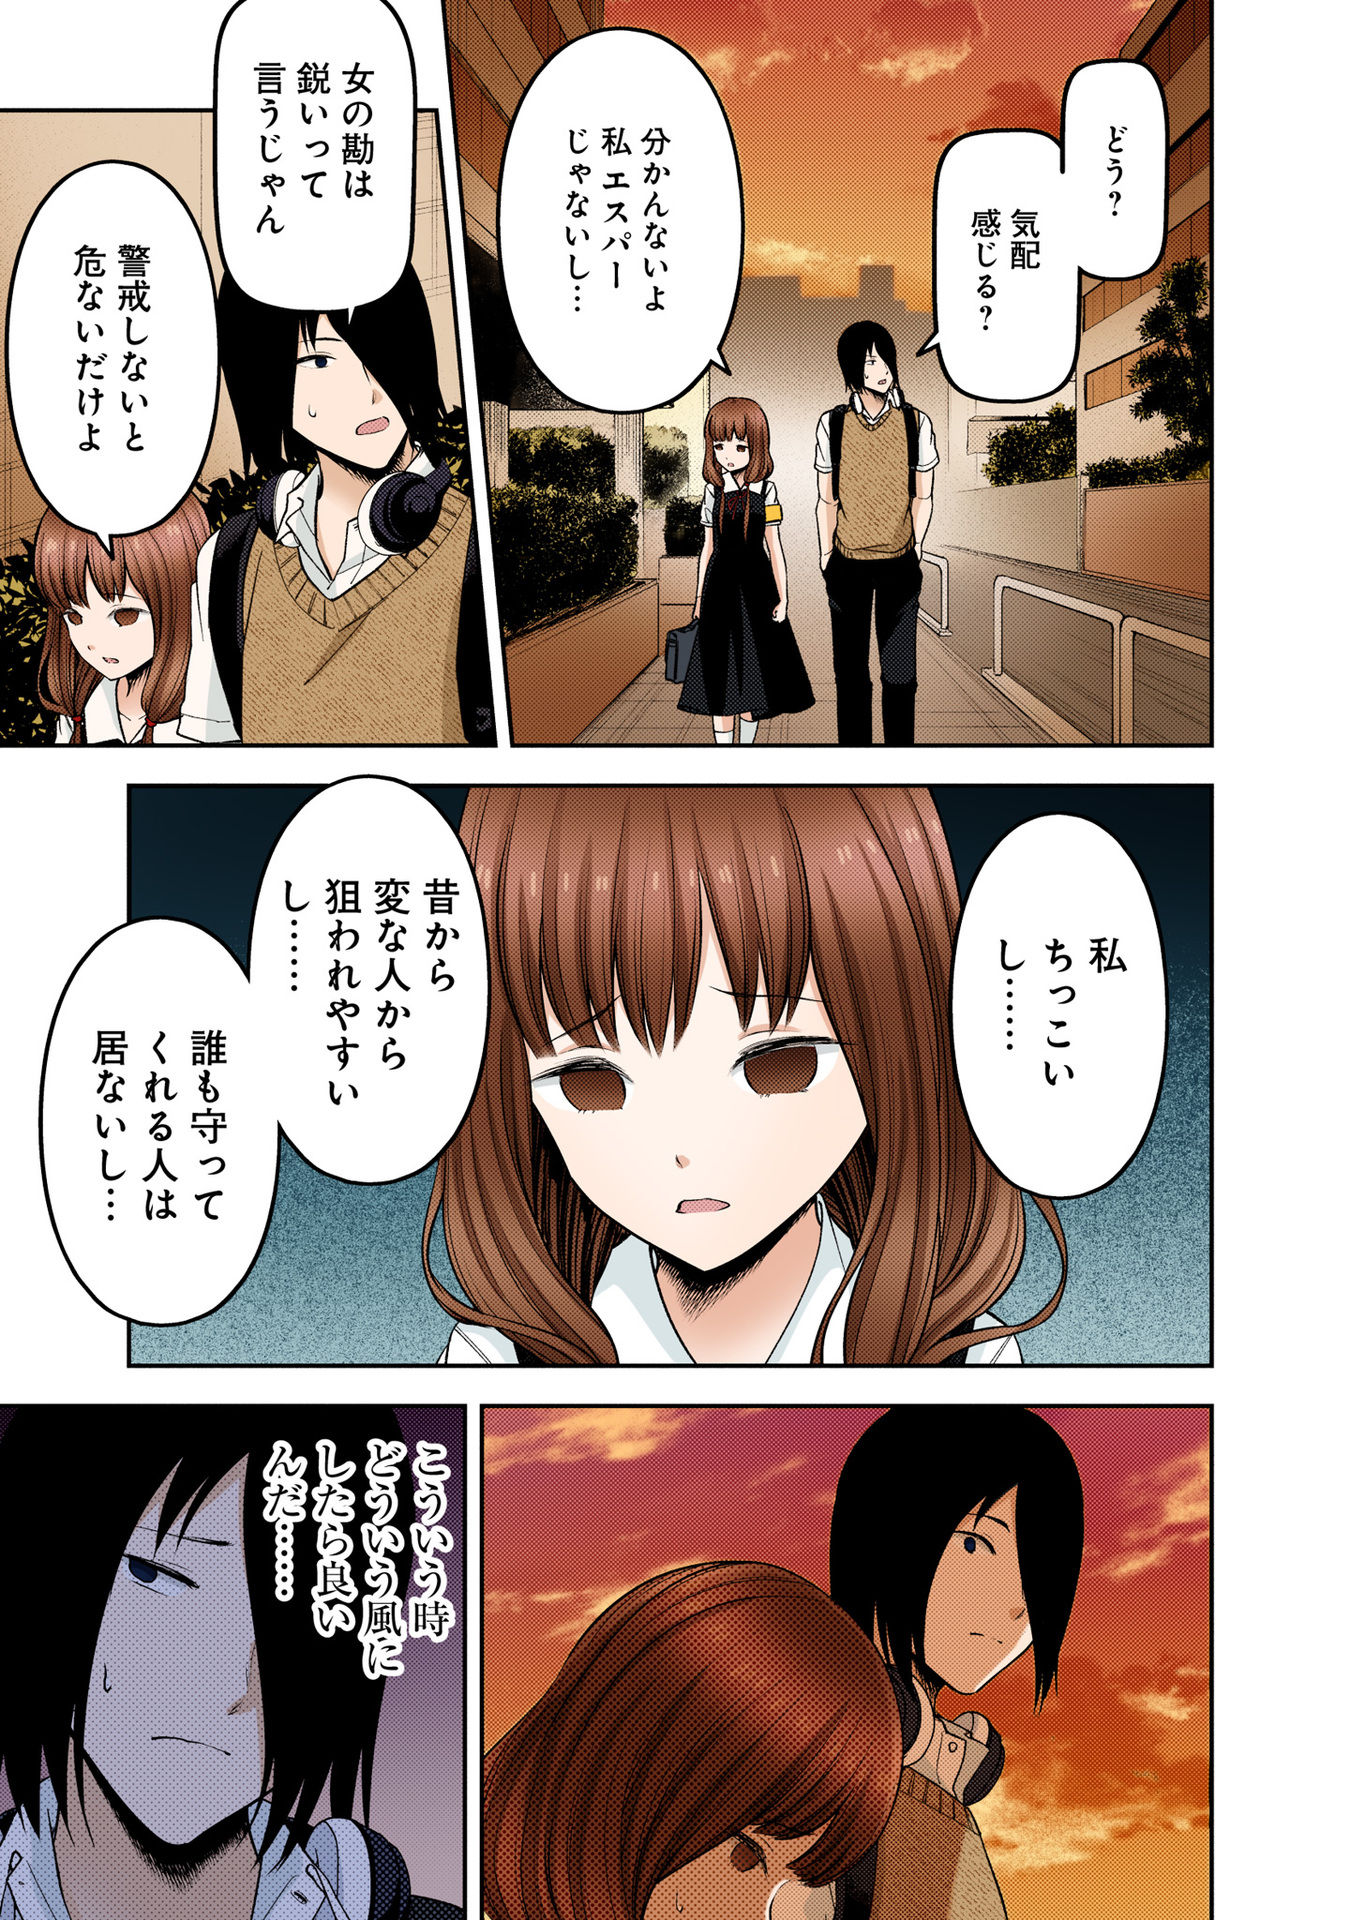 どう?
気配
感じる?
分かんないよ
私エスパー
じゃないし…
女の勘は
鋭いって
言うじゃん
警戒しないと
危ないだけよ
私
ちっこい
し……
昔から
変な人から
狙われやすい
し……
誰も守って
くれる人は
居ないし…
こういう時
どういう風に
したら良い
んだ……